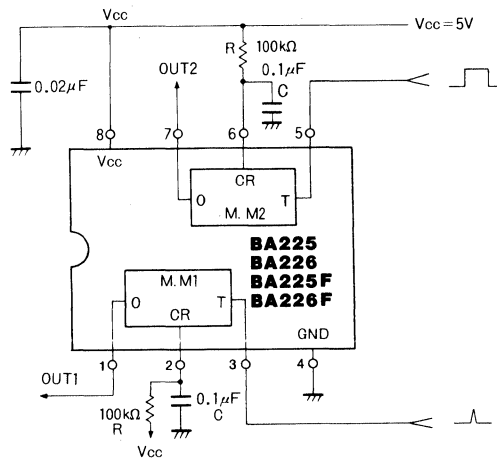 Vcc
Vcc=5V
R
100kΩ
0.1μF
C
0.02μF
OUT2
8
7
6
5
Vcc
CR
O
T
M. M2
BA225
BA226
BA225F
BA226F
M. M1
O
T
CR
GND
1
2
3
4
OUT1
100kΩ
R
0.1μF
C
Vcc